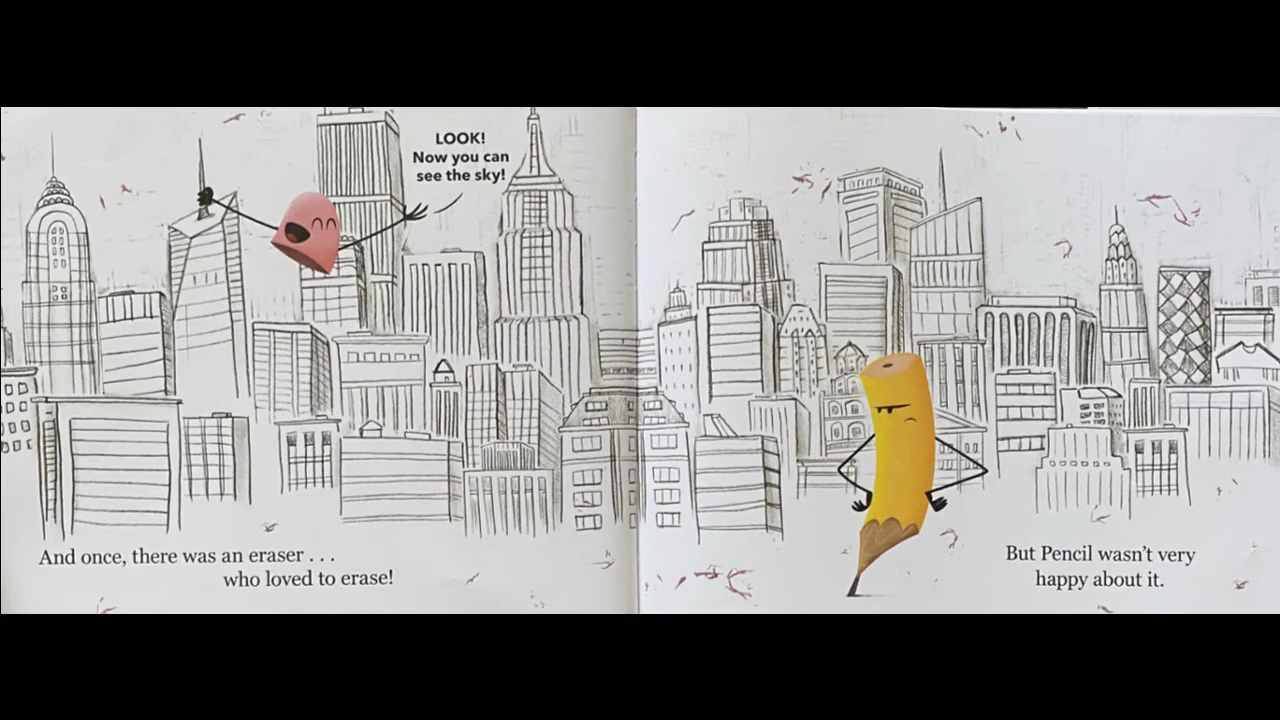 LOOK!
Now you can
see the sky!
And once, there was an eraser . . .
who loved to erase!
But Pencil wasn't very
happy about it.